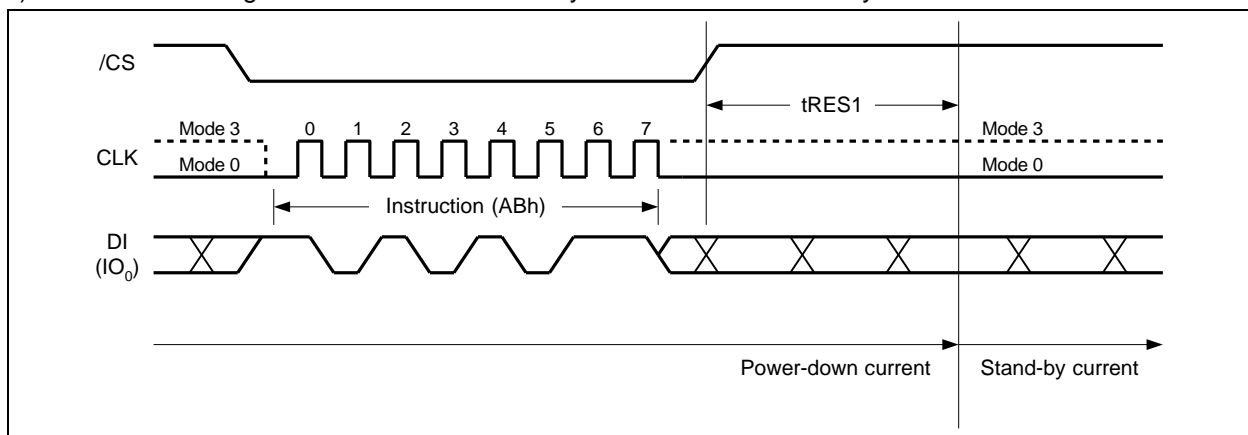 /CS
tRES1
Mode 3 0 1 2 3 4 5 6 7 Mode 3
CLK
Mode 0 Mode 0
Instruction (ABh)
DI
(IO₀)
Power-down current Stand-by current